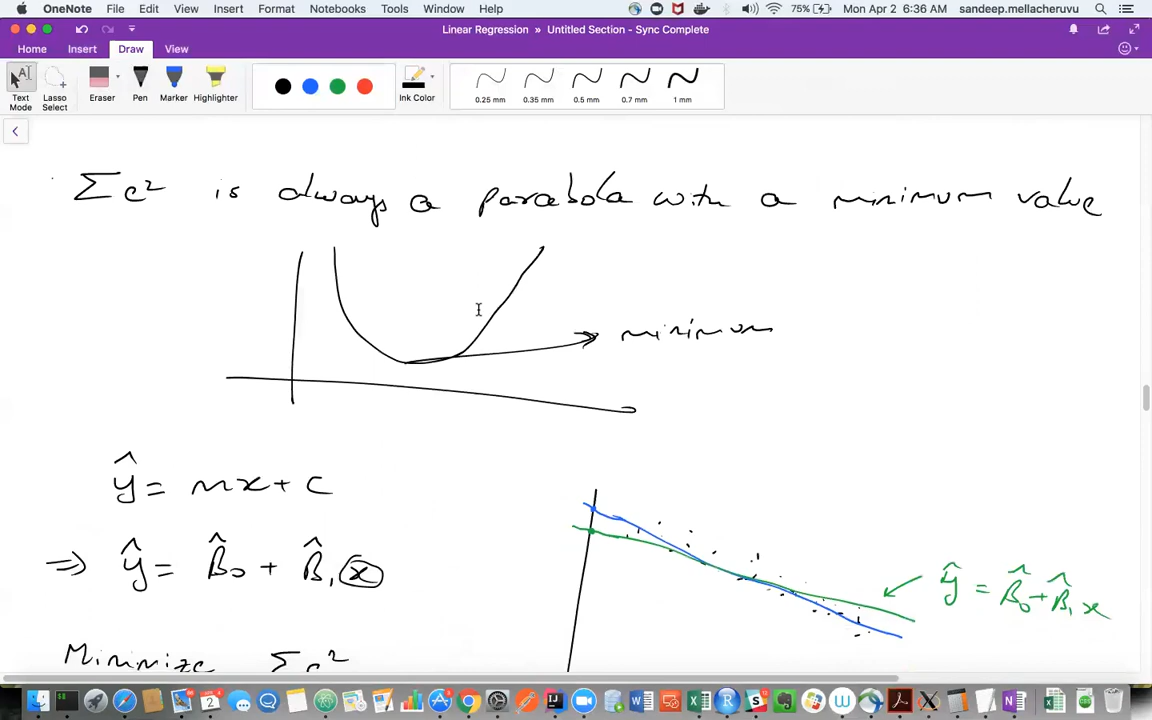 OneNote File Edit View Insert Format Notebooks Tools Window Help 75% Mon Apr 2 6:36 AM sandeep.mellacheruvu
Linear Regression » Untitled Section - Sync Complete
Home Insert Draw View
Text Mode
Lasso Select
Eraser
Pen
Marker
Highlighter
Ink Color
0.25 mm
0.35 mm
0.5 mm
0.7 mm
1 mm
Σe² is always a parabola with a minimum value
minimum
ŷ = mx + c
⇒ ŷ = β̂₀ + β̂₁x
ŷ = β̂₀ + β̂₁x
Minimize Σe²